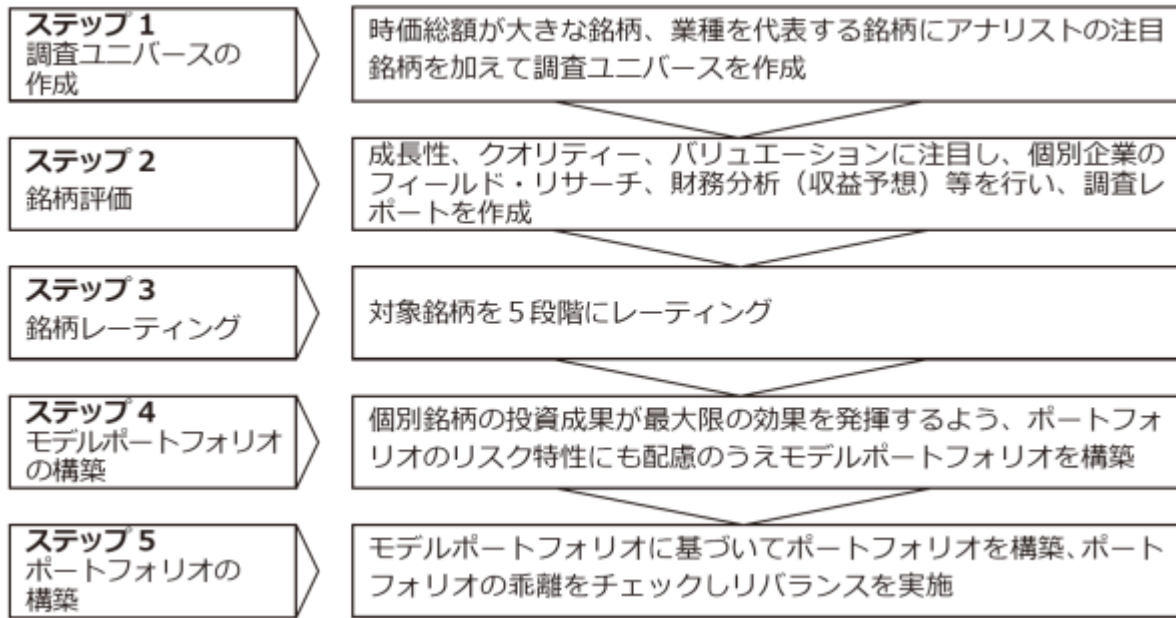 ステップ 1
調査ユニバースの
作成
時価総額が大きな銘柄、業種を代表する銘柄にアナリストの注目
銘柄を加えて調査ユニバースを作成
ステップ 2
銘柄評価
成長性、クオリティー、バリュエーションに注目し、個別企業の
フィールド・リサーチ、財務分析（収益予想）等を行い、調査レ
ポートを作成
ステップ 3
銘柄レーティング
対象銘柄を５段階にレーティング
ステップ 4
モデルポートフォリオ
の構築
個別銘柄の投資成果が最大限の効果を発揮するよう、ポートフォ
リオのリスク特性にも配慮のうえモデルポートフォリオを構築
ステップ 5
ポートフォリオの
構築
モデルポートフォリオに基づいてポートフォリオを構築、ポート
フォリオの乖離をチェックしリバランスを実施